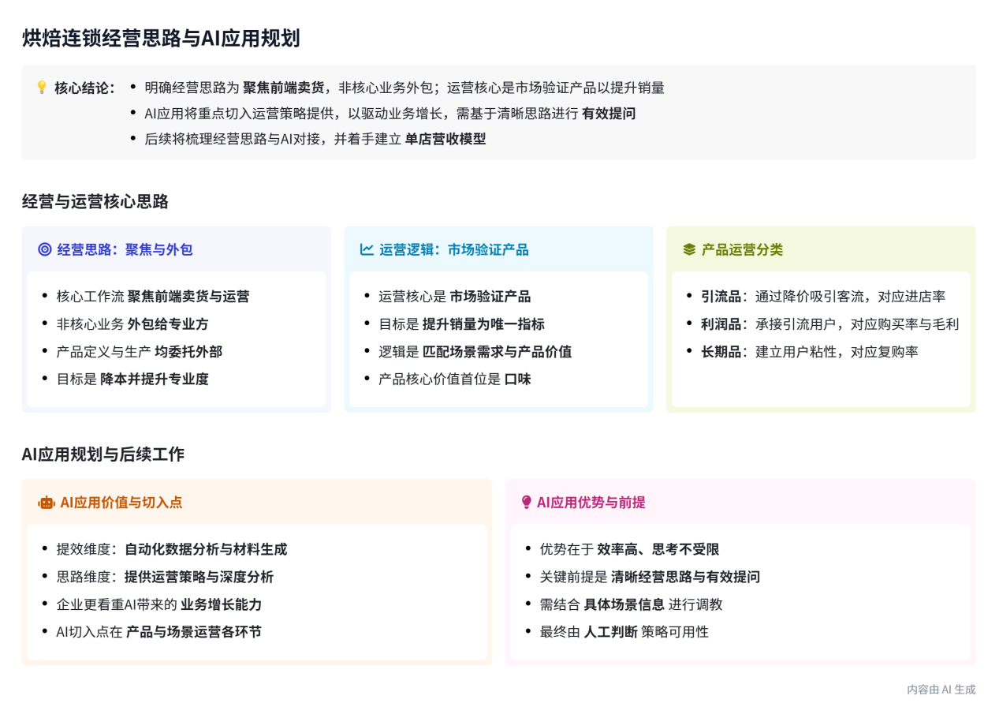 烘焙连锁经营思路与AI应用规划
💡 核心结论：
• 明确经营思路为 聚焦前端卖货，非核心业务外包；运营核心是市场验证产品以提升销量
• AI应用将重点切入运营策略提供，以驱动业务增长，需基于清晰思路进行 有效提问
• 后续将梳理经营思路与AI对接，并着手建立 单店营收模型
经营与运营核心思路
经营思路：聚焦与外包
• 核心工作流 聚焦前端卖货与运营
• 非核心业务 外包给专业方
• 产品定义与生产 均委托外部
• 目标是 降本并提升专业度
运营逻辑：市场验证产品
• 运营核心是 市场验证产品
• 目标是 提升销量为唯一指标
• 逻辑是 匹配场景需求与产品价值
• 产品核心价值首位是 口味
产品运营分类
• 引流品：通过降价吸引客流，对应进店率
• 利润品：承接引流用户，对应购买率与毛利
• 长期品：建立用户粘性，对应复购率
AI应用规划与后续工作
AI应用价值与切入点
• 提效维度：自动化数据分析与材料生成
• 思路维度：提供运营策略与深度分析
• 企业更看重AI带来的 业务增长能力
• AI切入点在 产品与场景运营各环节
AI应用优势与前提
• 优势在于 效率高、思考不受限
• 关键前提是 清晰经营思路与有效提问
• 需结合 具体场景信息 进行调教
• 最终由 人工判断 策略可用性
内容由 AI 生成